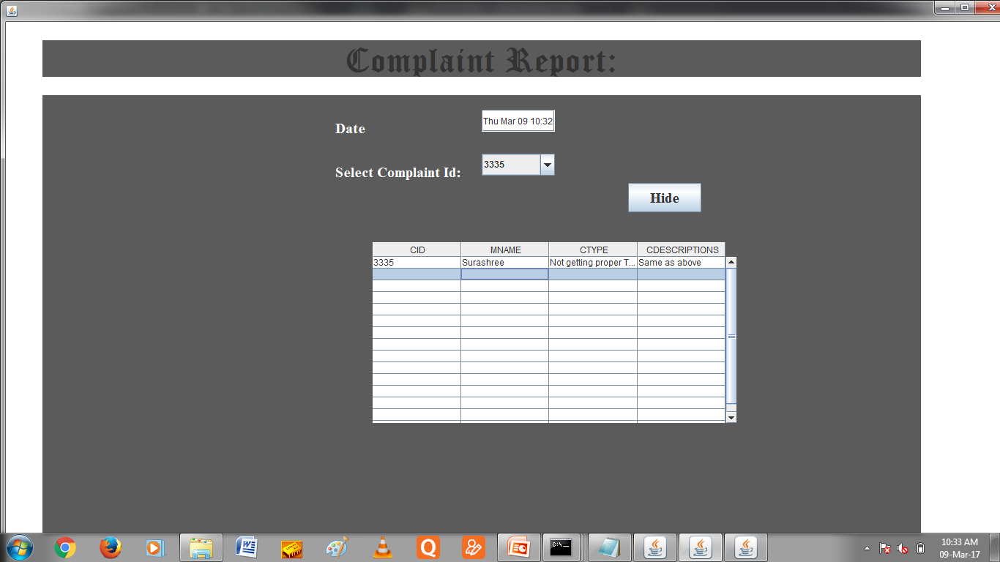 Complaint Report:
Date
Thu Mar 09 10:32
Select Complaint Id:
3335
Hide
CID MNAME CTYPE CDESCRIPTIONS
3335 Surashree Not getting proper T... Same as above
10:33 AM
09-Mar-17